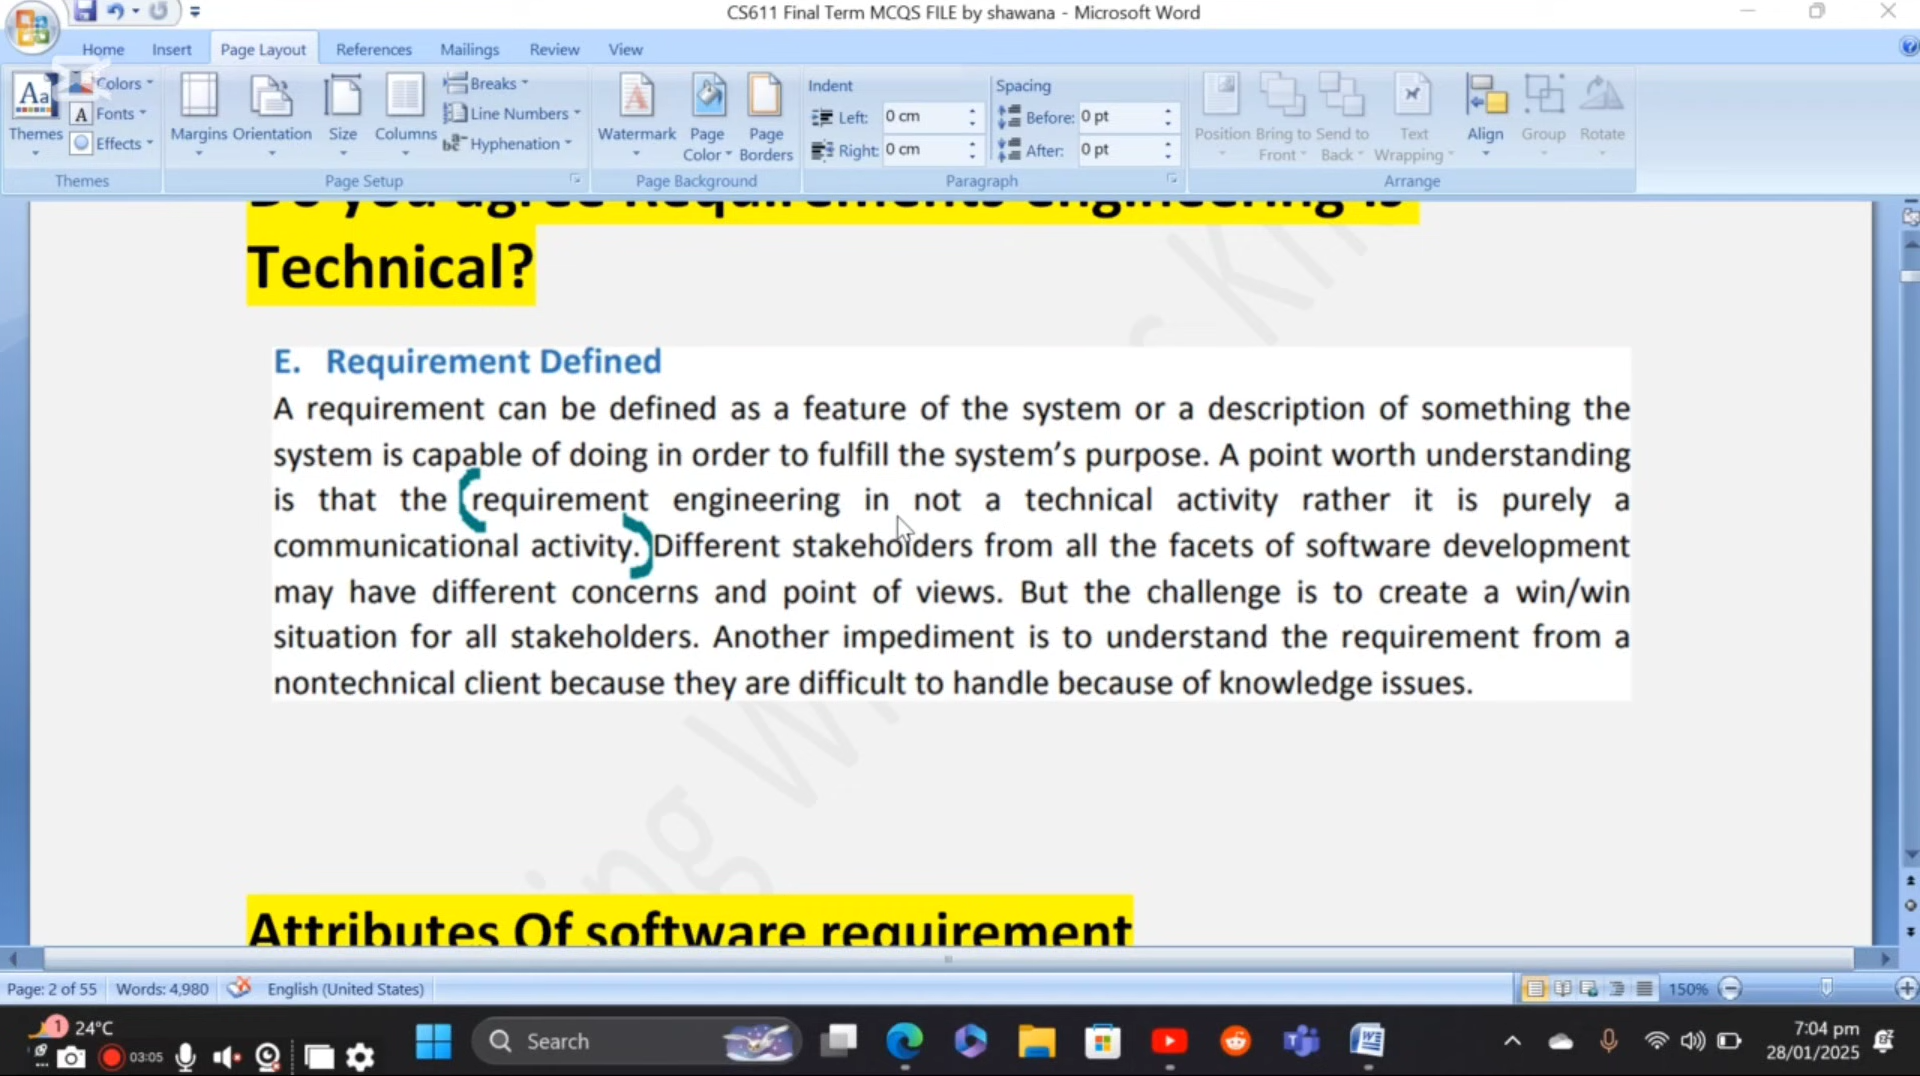 CS611 Final Term MCQS FILE by shawana - Microsoft Word
Home Insert Page Layout References Mailings Review View
Aa Colors Breaks Indent Spacing
A Fonts Line Numbers Left: 0 cm Before: 0 pt
Themes Effects Margins Orientation Size Columns Hyphenation Watermark Page Color Page Borders Right: 0 cm After: 0 pt Position Bring to Front Send to Back Text Wrapping Align Group Rotate
Themes Page Setup Page Background Paragraph Arrange
Do you agree Requirements engineering is
Technical?
E. Requirement Defined
A requirement can be defined as a feature of the system or a description of something the
system is capable of doing in order to fulfill the system’s purpose. A point worth understanding
is that the (requirement engineering in not a technical activity rather it is purely a
communicational activity.) Different stakeholders from all the facets of software development
may have different concerns and point of views. But the challenge is to create a win/win
situation for all stakeholders. Another impediment is to understand the requirement from a
nontechnical client because they are difficult to handle because of knowledge issues.
Attributes Of software requirement
Page: 2 of 55 Words: 4,980 English (United States) 150%
1 24°C Search 7:04 pm
03:05 28/01/2025